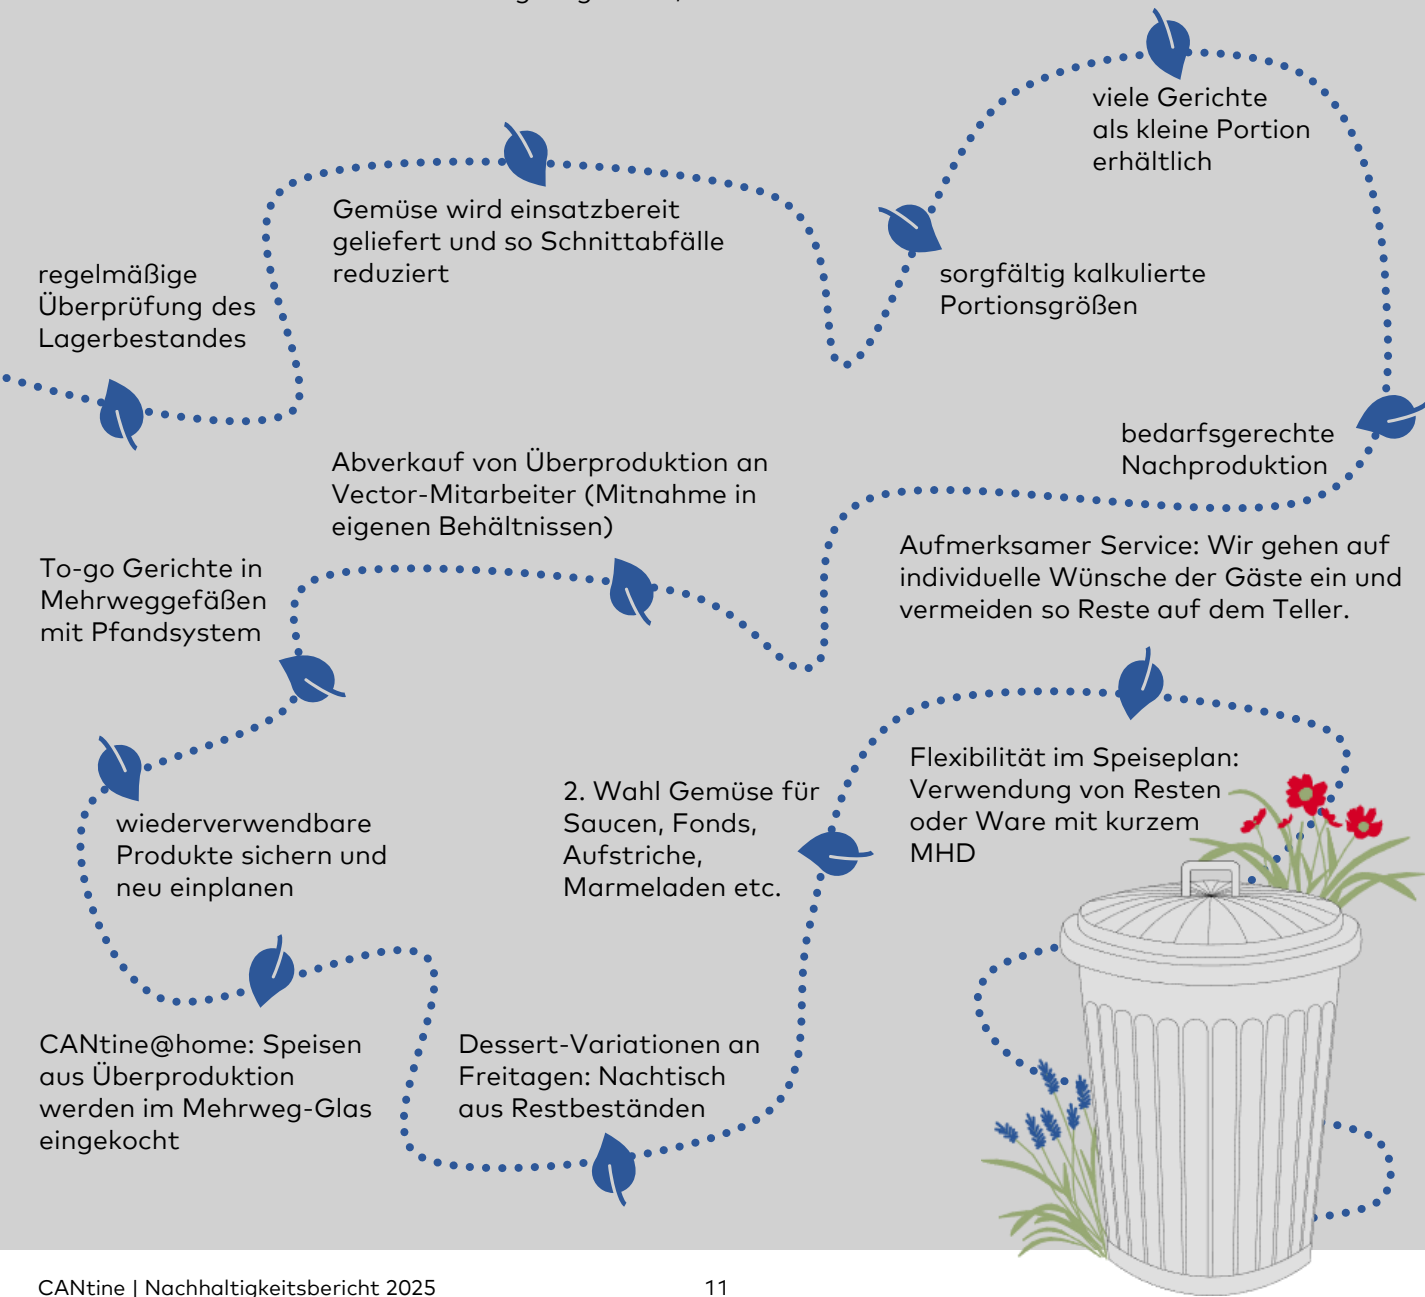 viele Gerichte
als kleine Portion
erhältlich
Gemüse wird einsatzbereit
geliefert und so Schnittabfälle
reduziert
regelmäßige
Überprüfung des
Lagerbestandes
sorgfältig kalkulierte
Portionsgrößen
bedarfsgerechte
Nachproduktion
Abverkauf von Überproduktion an
Vector-Mitarbeiter (Mitnahme in
eigenen Behältnissen)
Aufmerksamer Service: Wir gehen auf
individuelle Wünsche der Gäste ein und
vermeiden so Reste auf dem Teller.
To-go Gerichte in
Mehrweggefäßen
mit Pfandsystem
Flexibilität im Speiseplan:
Verwendung von Resten
oder Ware mit kurzem
MHD
2. Wahl Gemüse für
Saucen, Fonds,
Aufstriche,
Marmeladen etc.
wiederverwendbare
Produkte sichern und
neu einplanen
CANtine@home: Speisen
aus Überproduktion
werden im Mehrweg-Glas
eingekocht
Dessert-Variationen an
Freitagen: Nachtisch
aus Restbeständen
CANtine | Nachhaltigkeitsbericht 2025
11